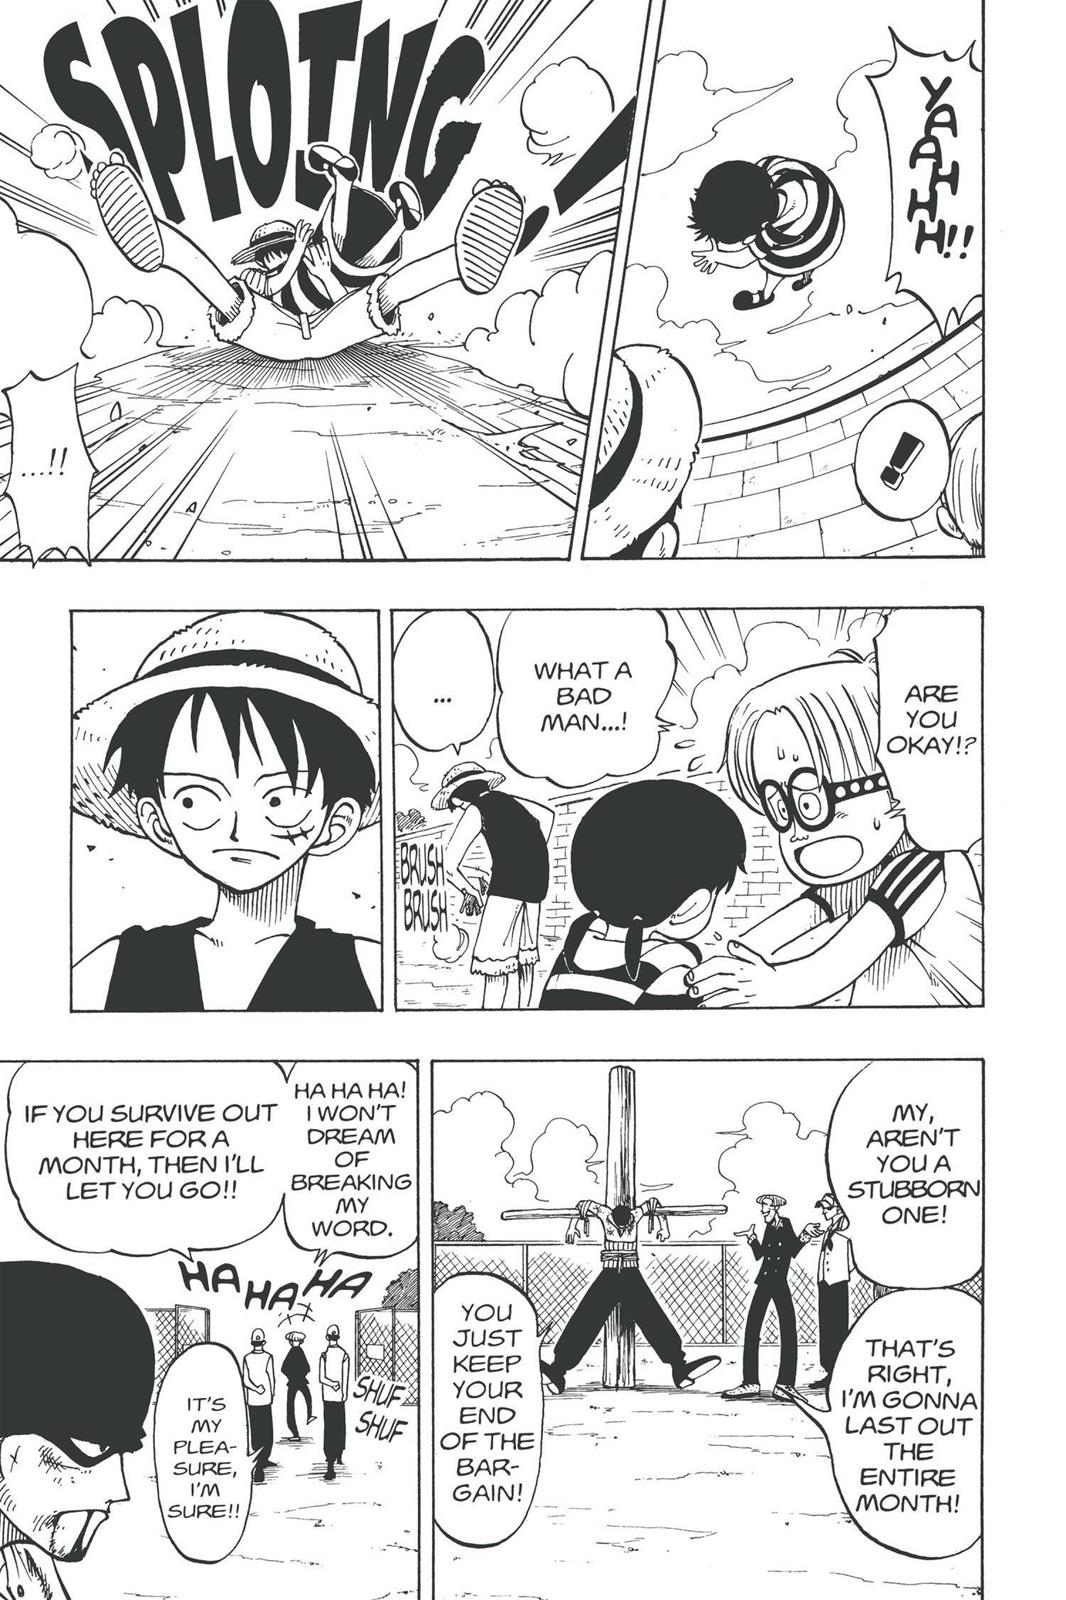 YAAHHH!!
!
SPLOING!
...!!
ARE
YOU
OKAY!?
WHAT A
BAD
MAN...!
...
BRUSH
BRUSH
MY,
AREN'T
YOU A
STUBBORN
ONE!
THAT'S
RIGHT,
I'M GONNA
LAST OUT
THE
ENTIRE
MONTH!
YOU
JUST
KEEP
YOUR
END
OF THE
BAR-
GAIN!
HA HA HA!
I WON'T
DREAM
OF
BREAKING
MY
WORD.
IF YOU SURVIVE OUT
HERE FOR A
MONTH, THEN I'LL
LET YOU GO!!
HA HA HA
SHUF
SHUF
IT'S
MY
PLEA-
SURE,
I'M
SURE!!